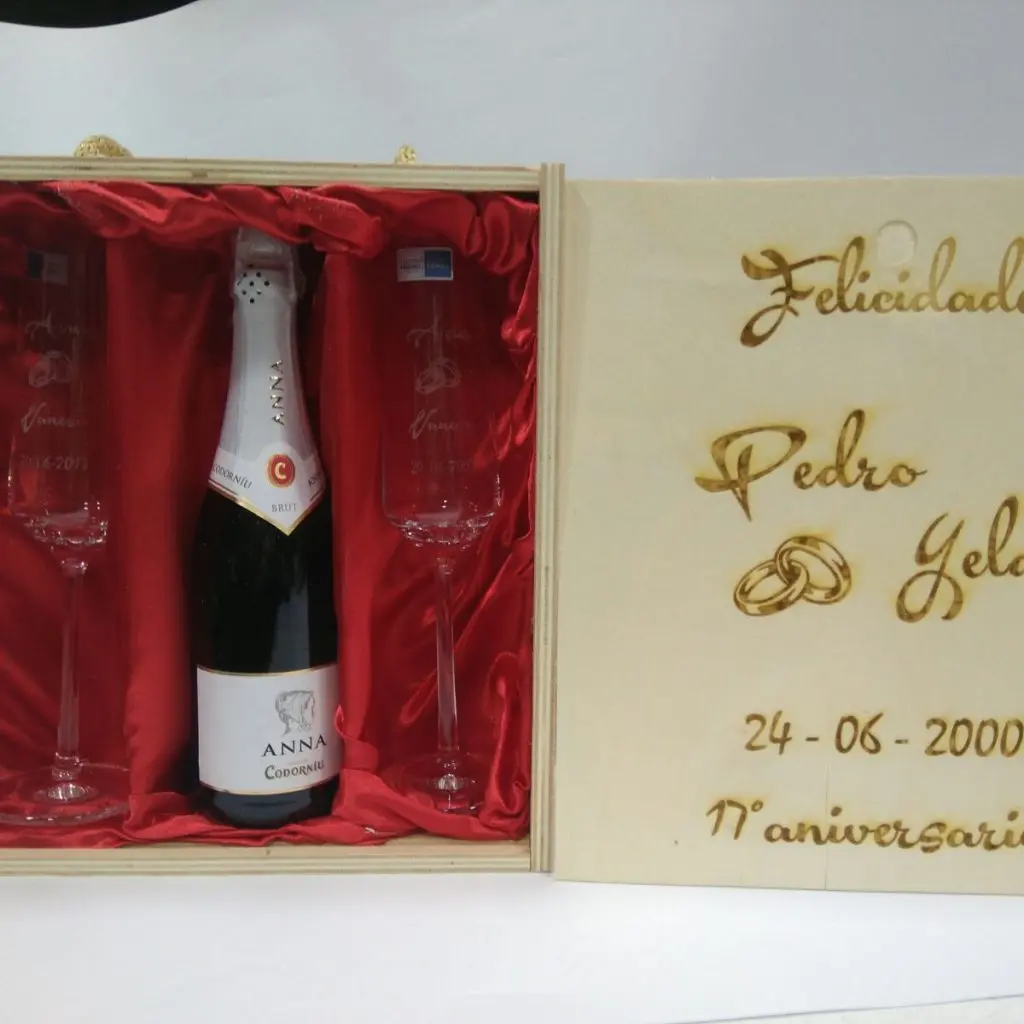 ANNA
CODORNÍU
C
BRUT
ANNA
CODORNÍU
Felicidade
Pedro
Yela
24 - 06 - 2000
17º aniversari